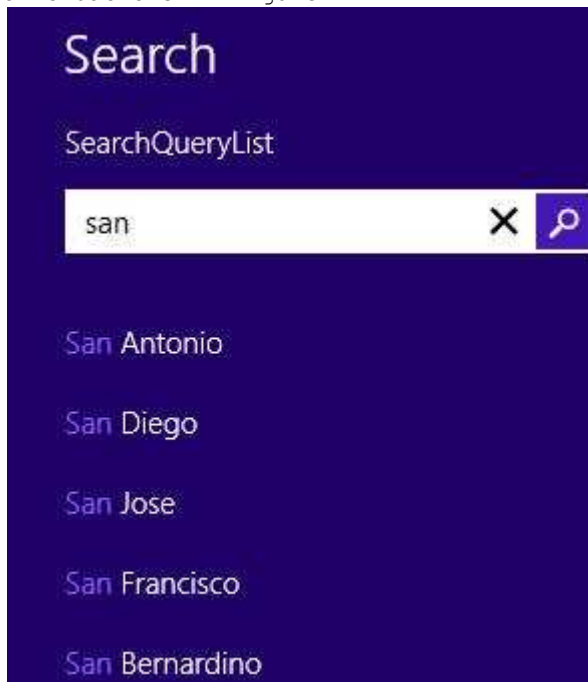 Search
SearchQueryList
san
San Antonio
San Diego
San Jose
San Francisco
San Bernardino